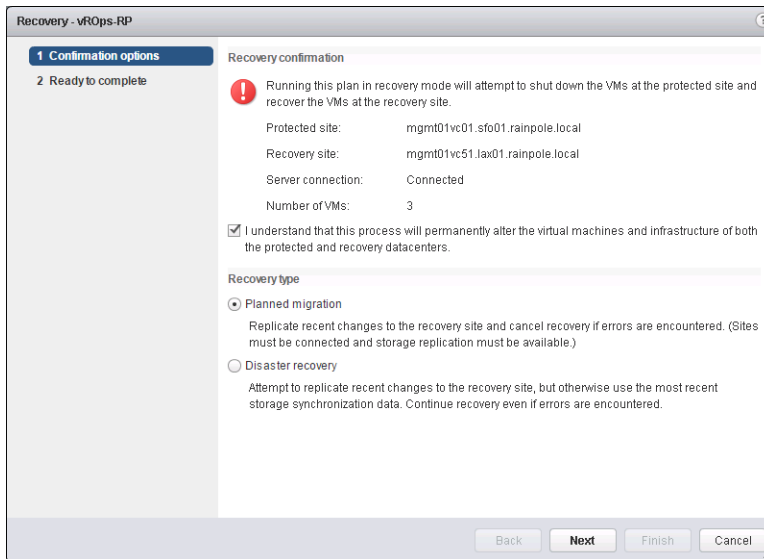 Recovery - vROps-RP
?
1 Confirmation options
2 Ready to complete
Recovery confirmation
!
Running this plan in recovery mode will attempt to shut down the VMs at the protected site and
recover the VMs at the recovery site.
Protected site: mgmt01vc01.sfo01.rainpole.local
Recovery site: mgmt01vc51.lax01.rainpole.local
Server connection: Connected
Number of VMs: 3
I understand that this process will permanently alter the virtual machines and infrastructure of both
the protected and recovery datacenters.
Recovery type
Planned migration
Replicate recent changes to the recovery site and cancel recovery if errors are encountered. (Sites
must be connected and storage replication must be available.)
Disaster recovery
Attempt to replicate recent changes to the recovery site, but otherwise use the most recent
storage synchronization data. Continue recovery even if errors are encountered.
Back Next Finish Cancel